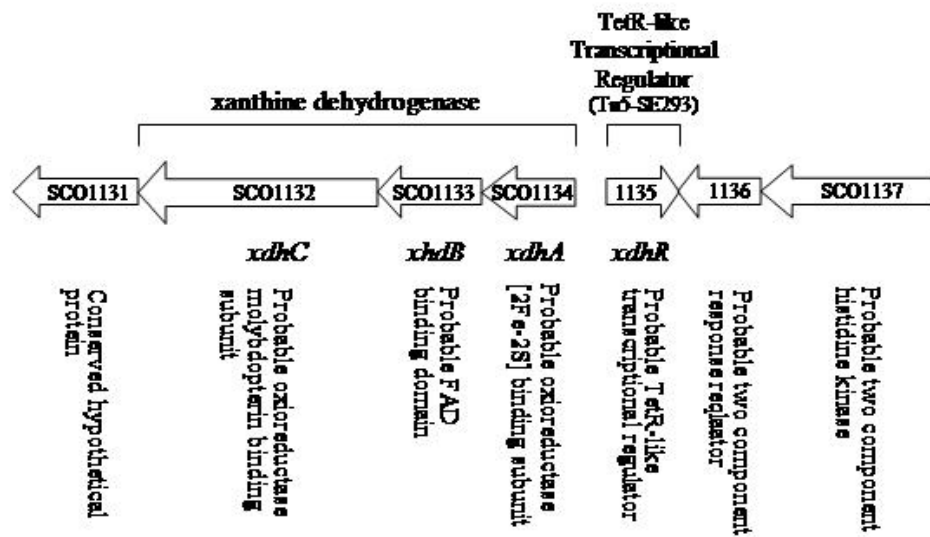 TetR-like
Transcriptional
Regulator
(Tn5-SE293)
xanthine dehydrogenase
SCO1131
SCO1132
SCO1133
SCO1134
1135
1136
SCO1137
xdhC
xhdB
xdhA
xdhR
Conserved hypothetical
protein
Probable oxioreductase
molybdopterin binding
subunit
Probable FAD
binding domain
Probable oxioreductase
[2Fe-2S] binding subunit
Probable TetR-like
transcriptional regulator
Probable two component
response reqlaator
Probable two component
histidine kinase